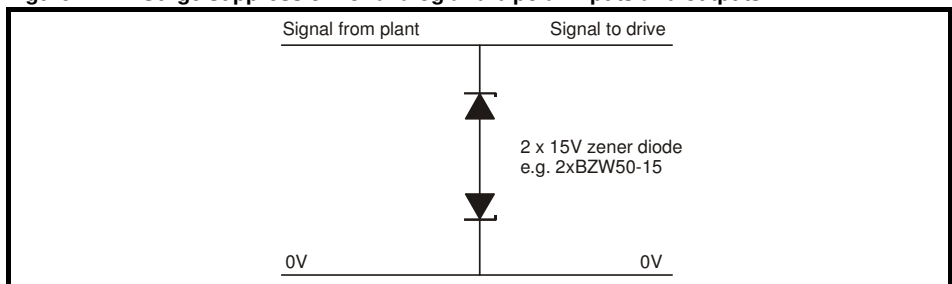 Signal from plant Signal to drive
2 x 15V zener diode
e.g. 2xBZW50-15
0V 0V